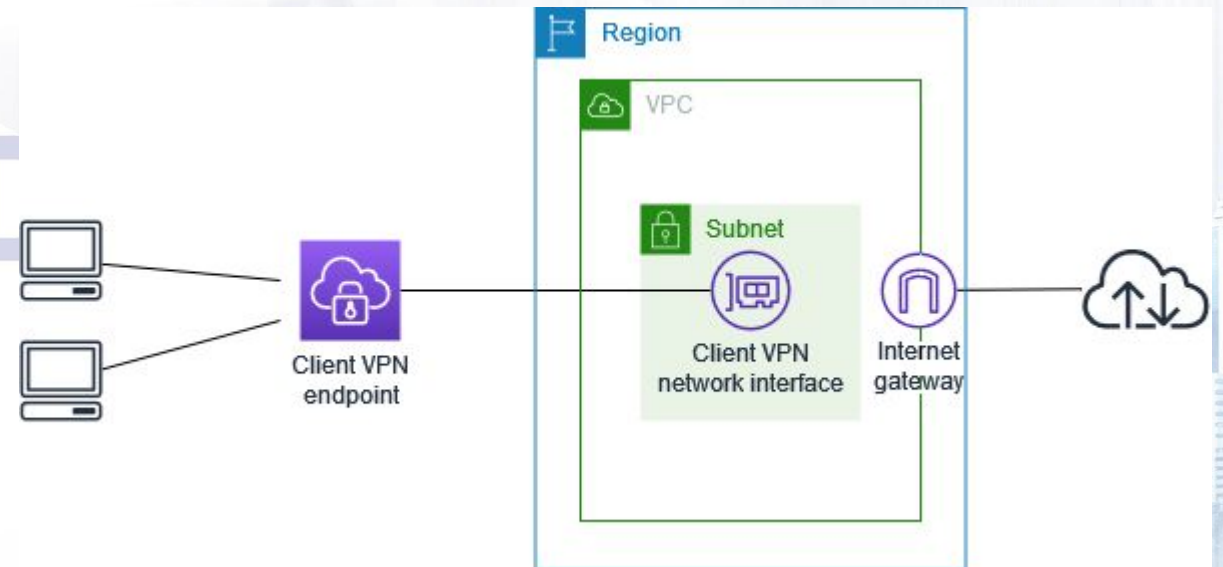 Region
VPC
Subnet
Client VPN
endpoint
Client VPN
network interface
Internet
gateway